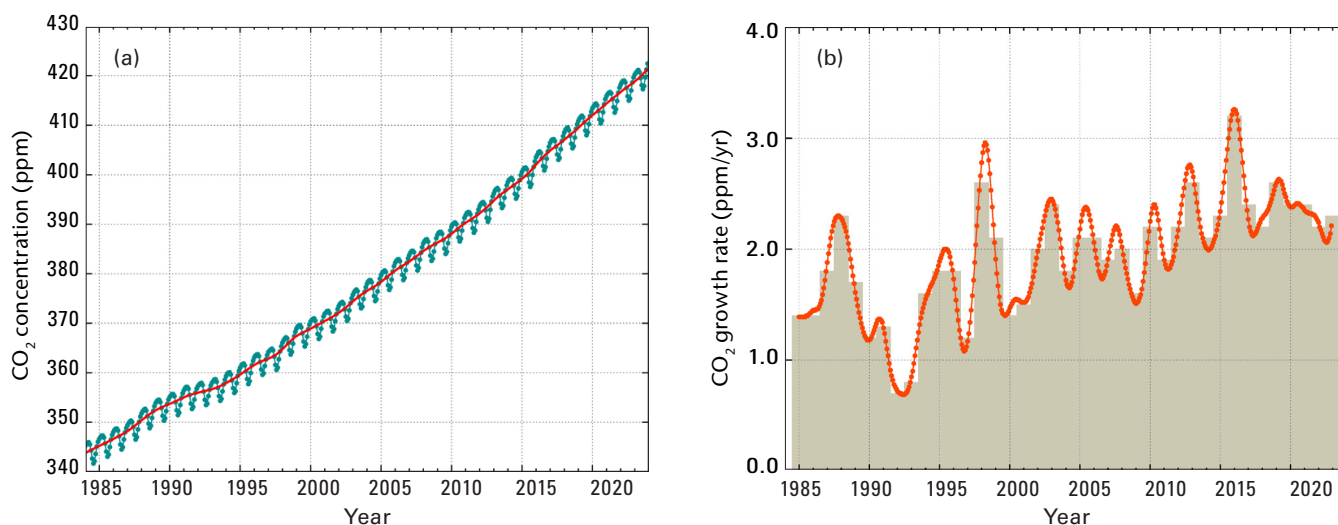 (a)
CO₂ concentration (ppm)
430
420
410
400
390
380
370
360
350
340
1985 1990 1995 2000 2005 2010 2015 2020
Year
(b)
CO₂ growth rate (ppm/yr)
4.0
3.0
2.0
1.0
0.0
1985 1990 1995 2000 2005 2010 2015 2020
Year